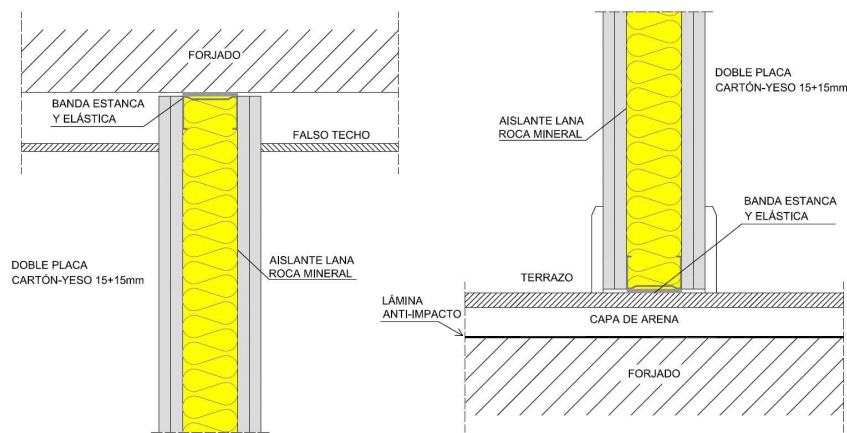 FORJADO
BANDA ESTANCA
Y ELÁSTICA
FALSO TECHO
DOBLE PLACA
CARTÓN-YESO 15+15mm
AISLANTE LANA
ROCA MINERAL
DOBLE PLACA
CARTÓN-YESO 15+15mm
AISLANTE LANA
ROCA MINERAL
BANDA ESTANCA
Y ELÁSTICA
TERRAZO
LÁMINA
ANTI-IMPACTO
CAPA DE ARENA
FORJADO